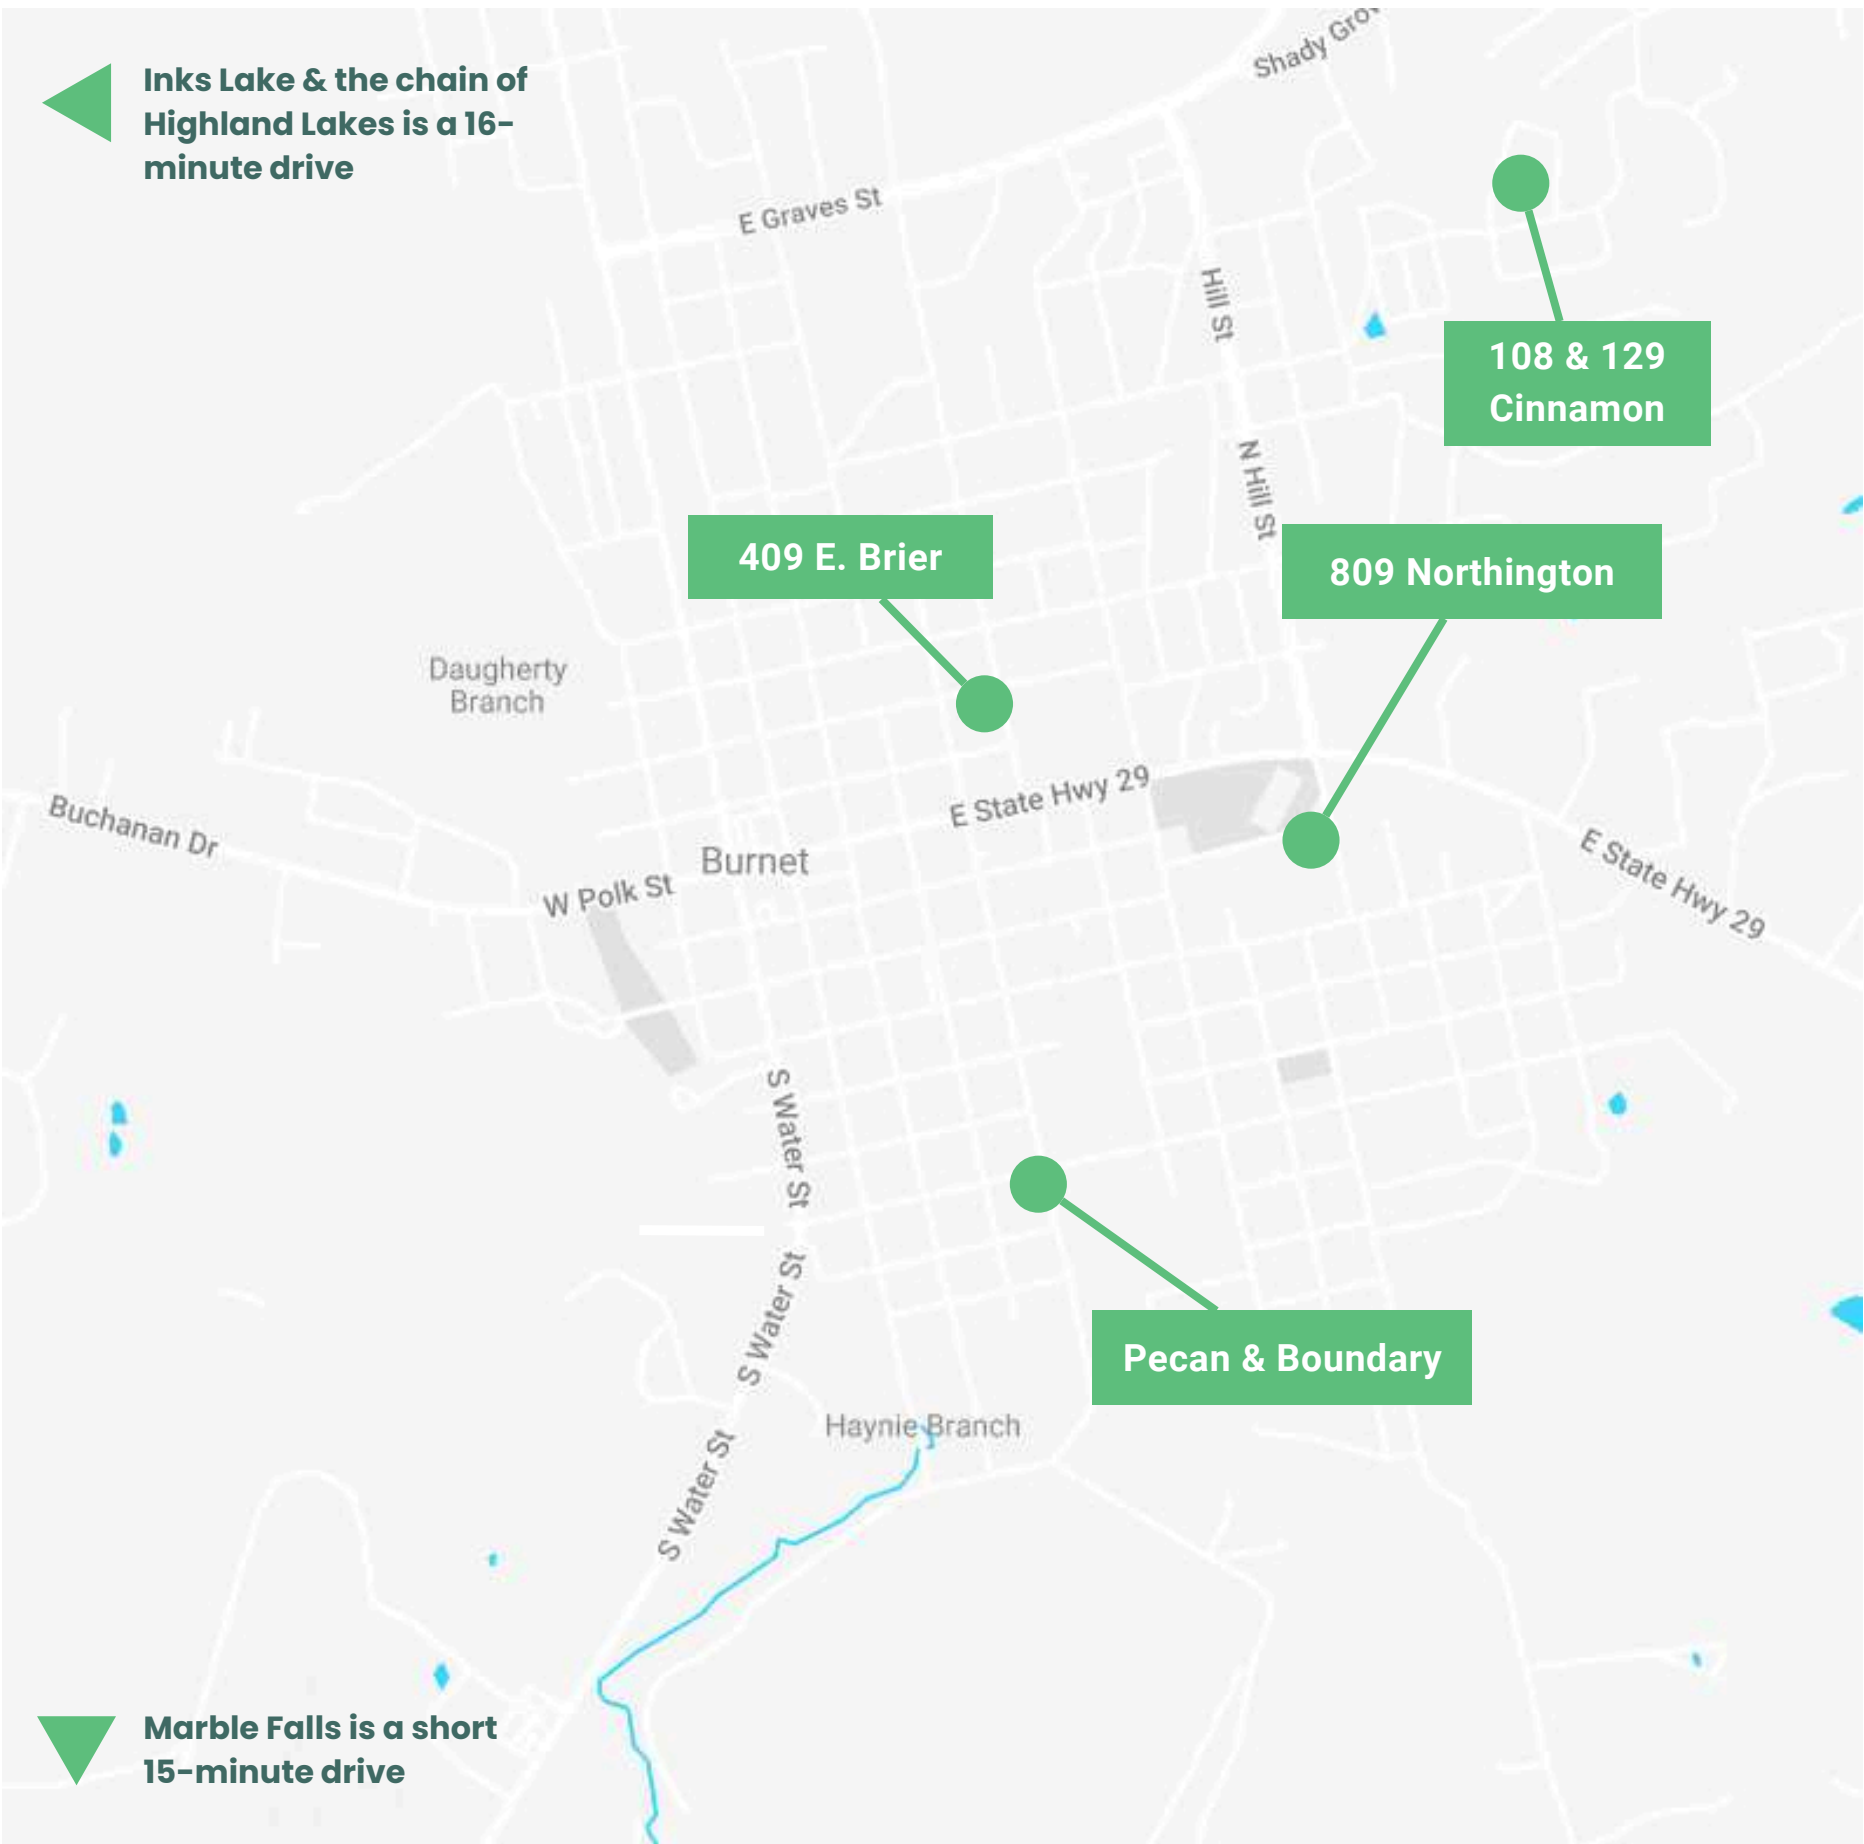 Shady Grov
Inks Lake & the chain of
Highland Lakes is a 16-
minute drive
E Graves St
Hill St
108 & 129
Cinnamon
N Hill St
409 E. Brier
809 Northington
Daugherty
Branch
E State Hwy 29
Buchanan Dr
Burnet
E State Hwy 29
W Polk St
S Water St
S Water St
Pecan & Boundary
Haynie Branch
S Water St
Marble Falls is a short
15-minute drive